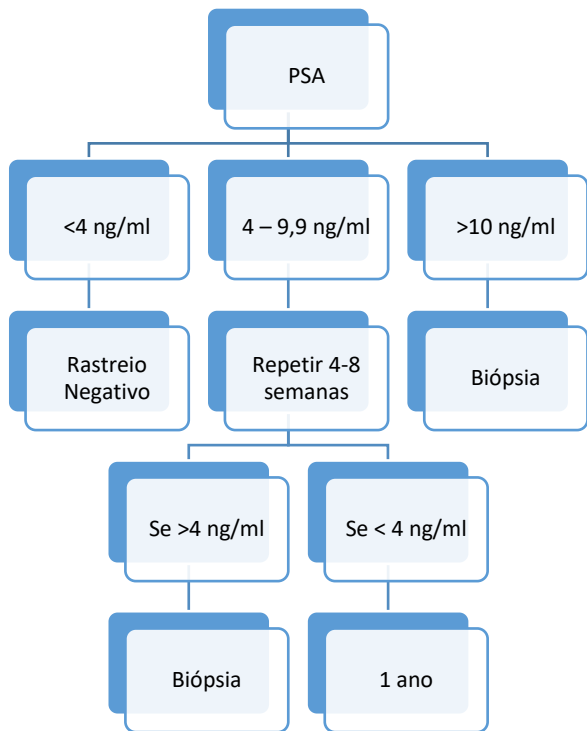 PSA
<4 ng/ml
4 – 9,9 ng/ml
>10 ng/ml
Rastreio
Negativo
Repetir 4-8
semanas
Biópsia
Se >4 ng/ml
Se < 4 ng/ml
Biópsia
1 ano